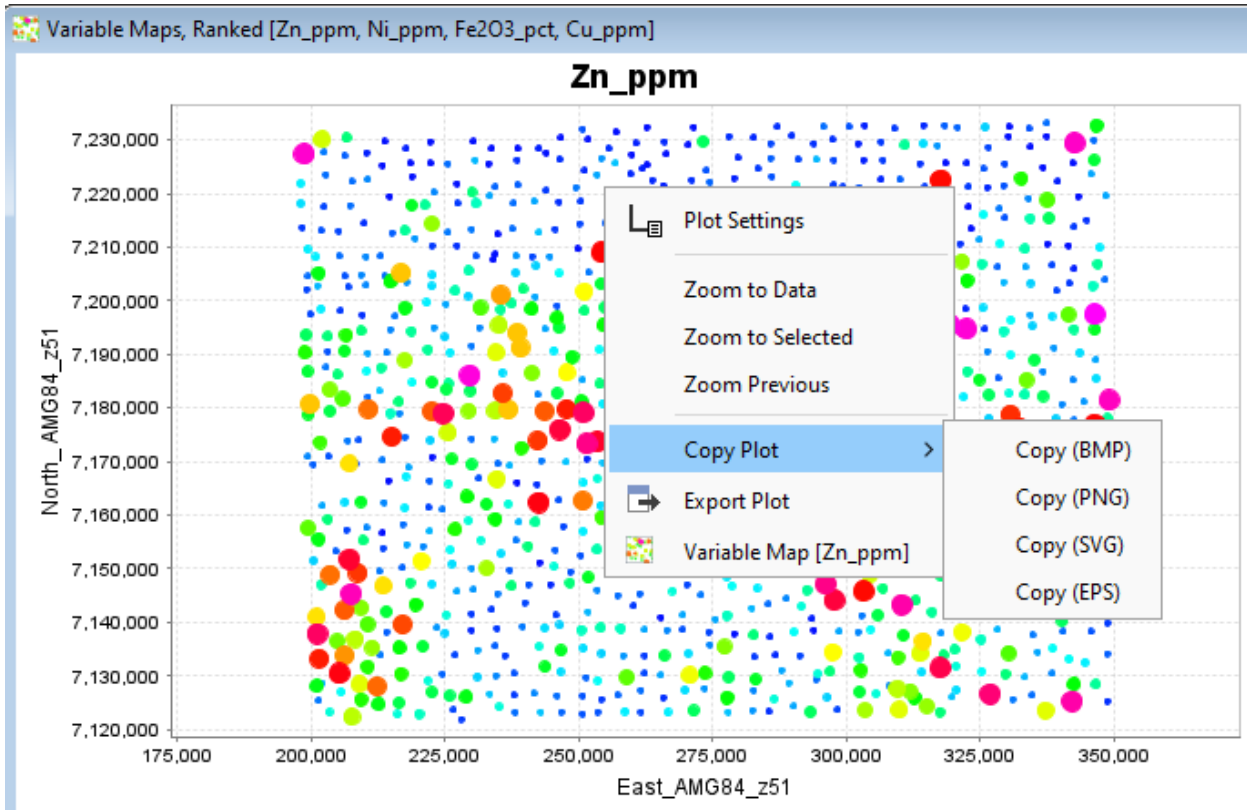 Variable Maps, Ranked [Zn_ppm, Ni_ppm, Fe2O3_pct, Cu_ppm]
Zn_ppm
7,230,000
7,220,000
7,210,000
7,200,000
7,190,000
7,180,000
7,170,000
7,160,000
7,150,000
7,140,000
7,130,000
7,120,000
North_AMG84_z51
175,000 200,000 225,000 250,000 275,000 300,000 325,000 350,000
East_AMG84_z51
Plot Settings
Zoom to Data
Zoom to Selected
Zoom Previous
Copy Plot
Export Plot
Variable Map [Zn_ppm]
Copy (BMP)
Copy (PNG)
Copy (SVG)
Copy (EPS)